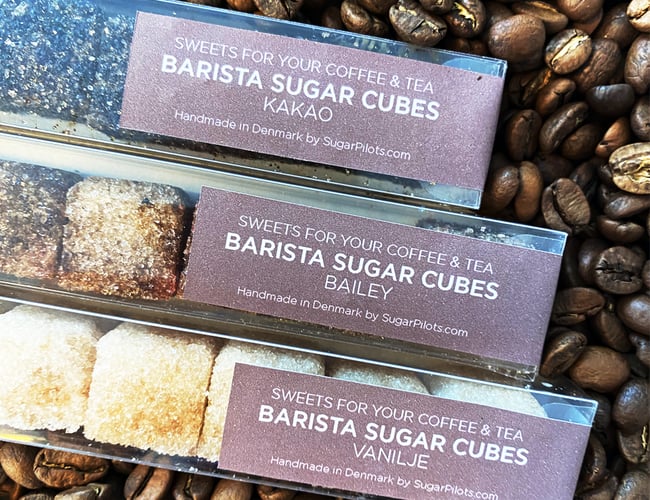 SWEETS FOR YOUR COFFEE & TEA
BARISTA SUGAR CUBES
KAKAO
Handmade in Denmark by SugarPilots.com
SWEETS FOR YOUR COFFEE & TEA
BARISTA SUGAR CUBES
BAILEY
Handmade in Denmark by SugarPilots.com
SWEETS FOR YOUR COFFEE & TEA
BARISTA SUGAR CUBES
VANILJE
Handmade in Denmark by SugarPilots.com